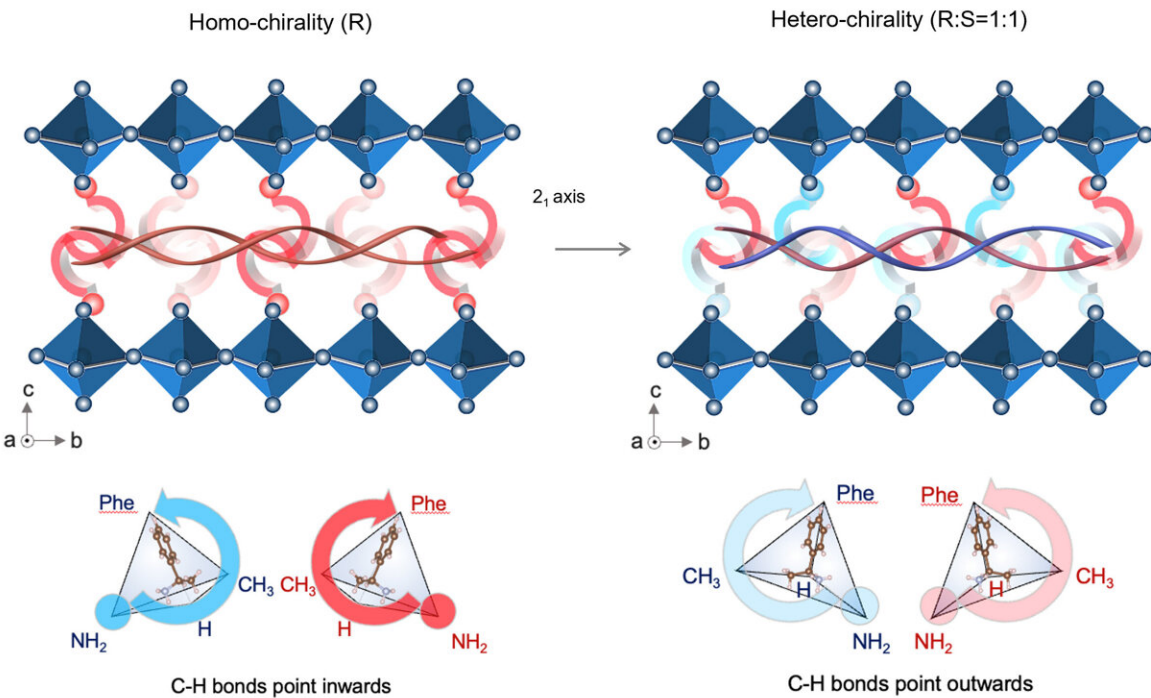 Homo-chirality (R)
Hetero-chirality (R:S=1:1)
2₁ axis
c
a
b
c
a
b
Phe
CH₃
NH₂
H
Phe
CH₃
H
NH₂
C-H bonds point inwards
Phe
CH₃
H
NH₂
Phe
CH₃
H
NH₂
C-H bonds point outwards